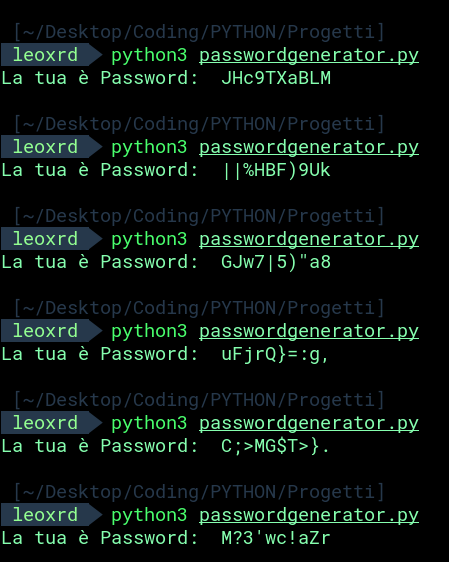 [~/Desktop/Coding/PYTHON/Progetti]
leoxrd python3 passwordgenerator.py
La tua è Password:  JHc9TXaBLM
[~/Desktop/Coding/PYTHON/Progetti]
leoxrd python3 passwordgenerator.py
La tua è Password:  ||%HBF)9Uk
[~/Desktop/Coding/PYTHON/Progetti]
leoxrd python3 passwordgenerator.py
La tua è Password:  GJw7|5)"a8
[~/Desktop/Coding/PYTHON/Progetti]
leoxrd python3 passwordgenerator.py
La tua è Password:  uFjrQ}=:g,
[~/Desktop/Coding/PYTHON/Progetti]
leoxrd python3 passwordgenerator.py
La tua è Password:  C;>MG$T>}.
[~/Desktop/Coding/PYTHON/Progetti]
leoxrd python3 passwordgenerator.py
La tua è Password:  M?3'wc!aZr